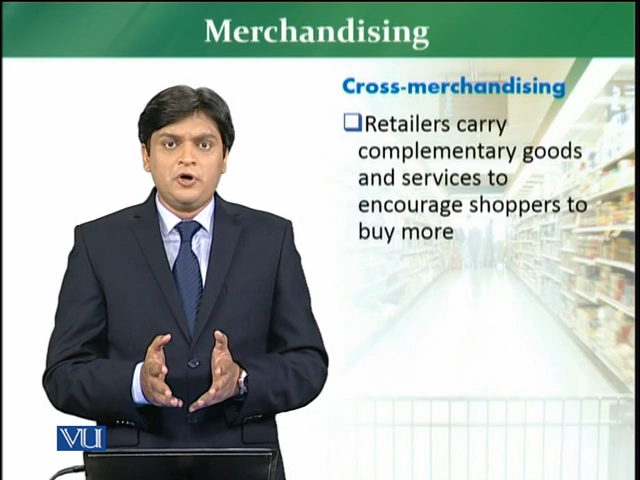 Merchandising
Cross-merchandising
Retailers carry
complementary goods
and services to
encourage shoppers to
buy more
VU